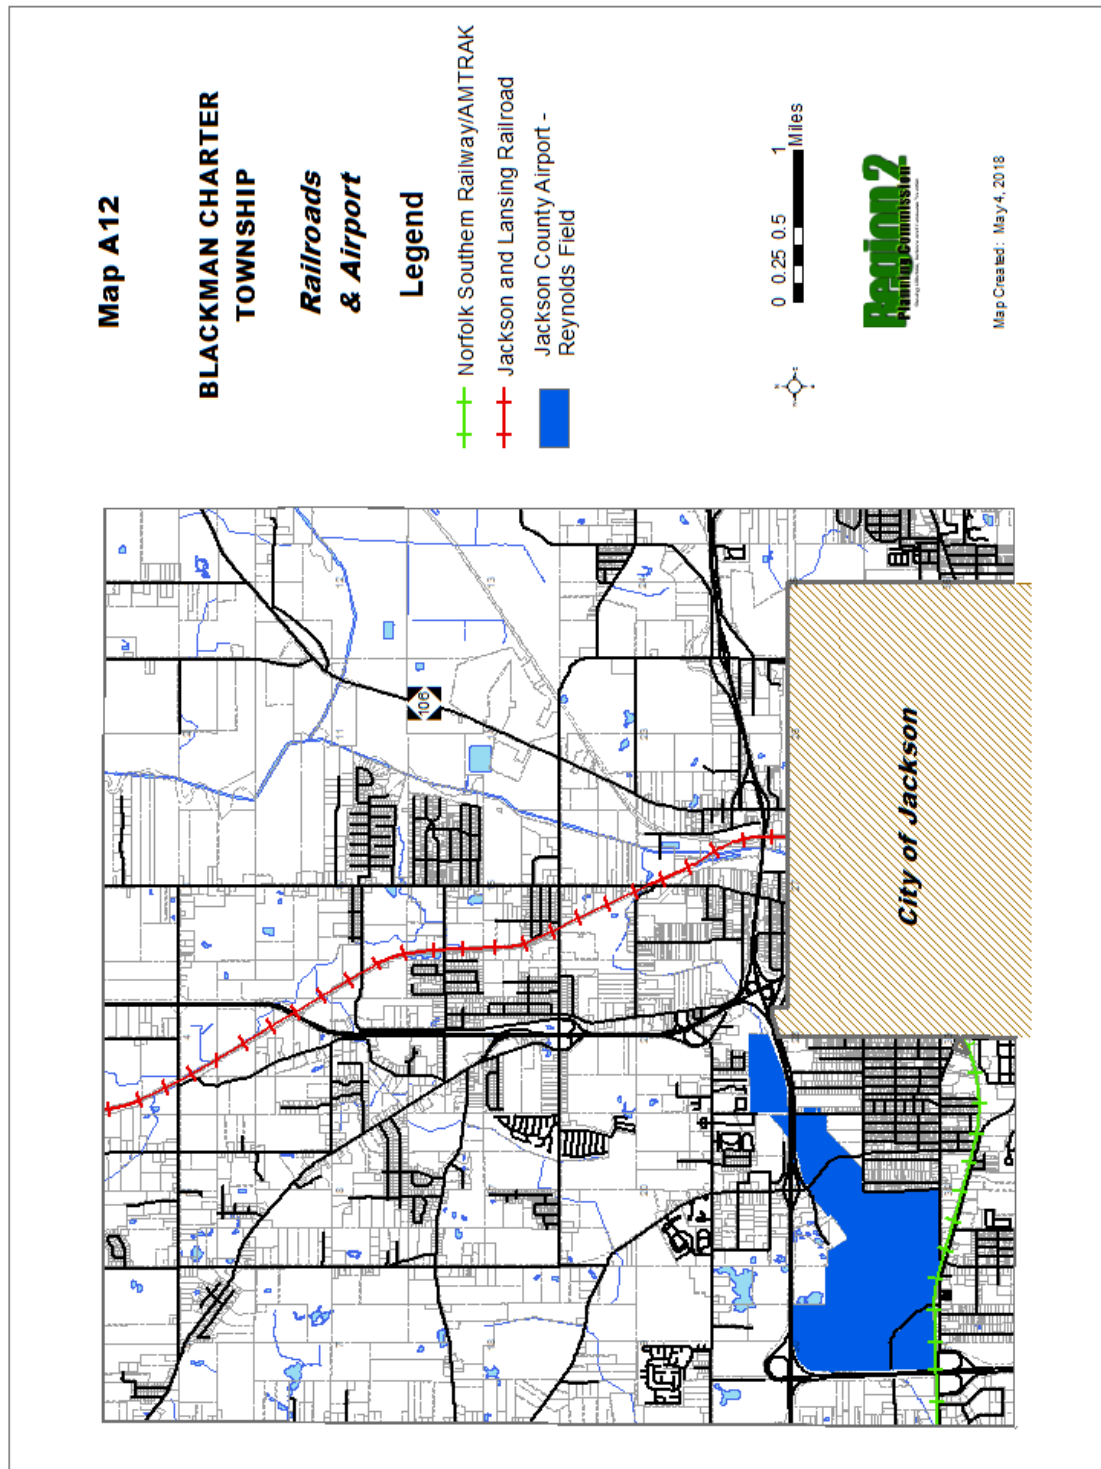 Map A12
BLACKMAN CHARTER
TOWNSHIP
Railroads
& Airport
Legend
Norfolk Southern Railway/AMTRAK
Jackson and Lansing Railroad
Jackson County Airport -
Reynolds Field
0 0.25 0.5 1
Miles
Region 2
Planning Commission
Map Created: May 4, 2018
106
City of Jackson